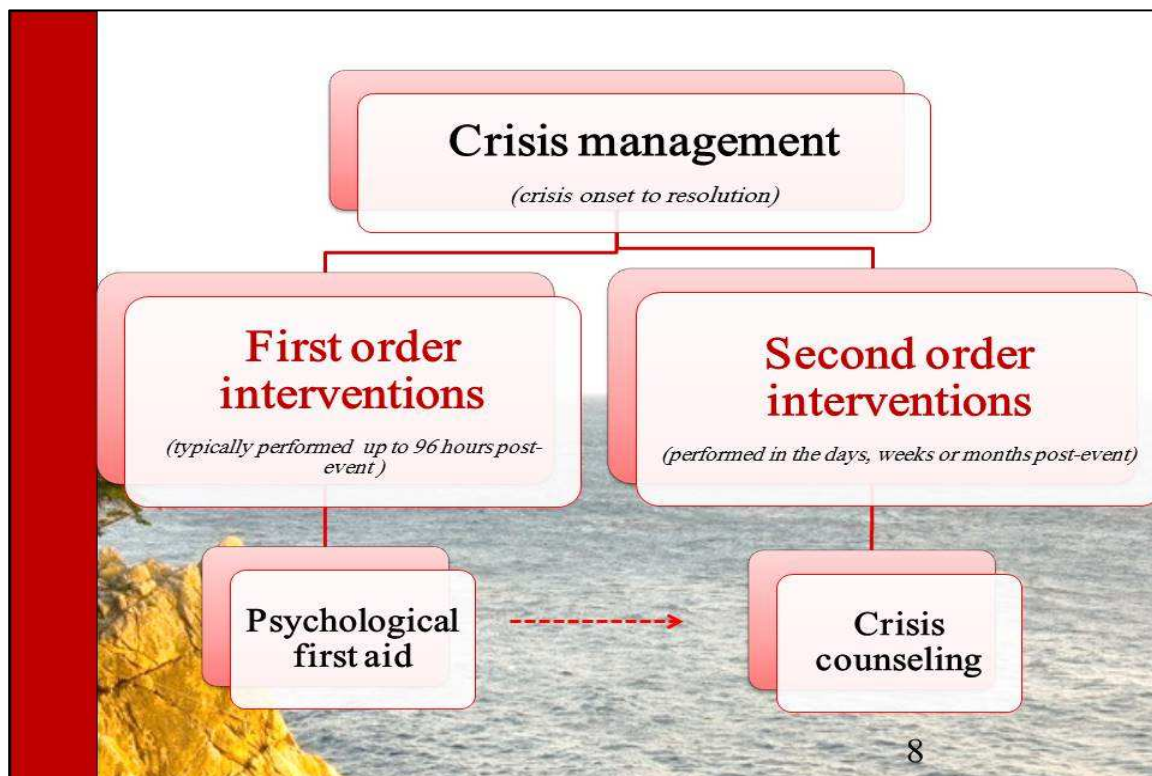 Crisis management
(crisis onset to resolution)
First order
interventions
(typically performed up to 96 hours post-
event )
Second order
interventions
(performed in the days, weeks or months post-event)
Psychological
first aid
Crisis
counseling
8